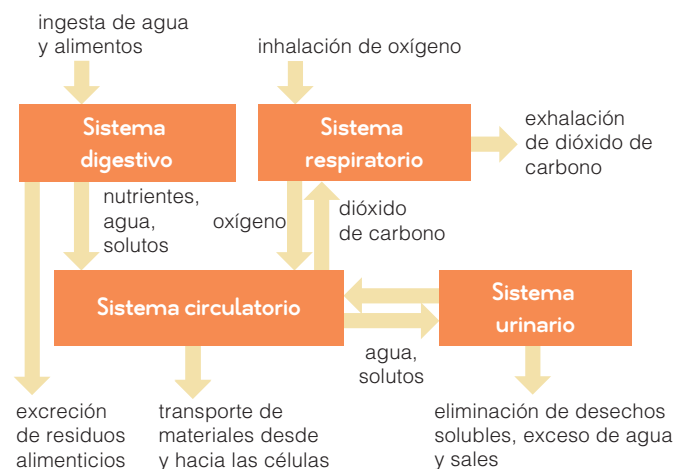 ingesta de agua
y alimentos
inhalación de oxígeno
Sistema
digestivo
Sistema
respiratorio
exhalación
de dióxido de
carbono
nutrientes,
agua,
solutos
oxígeno
dióxido
de carbono
Sistema circulatorio
Sistema
urinario
agua,
solutos
excreción
de residuos
alimenticios
transporte de
materiales desde
y hacia las células
eliminación de desechos
solubles, exceso de agua
y sales